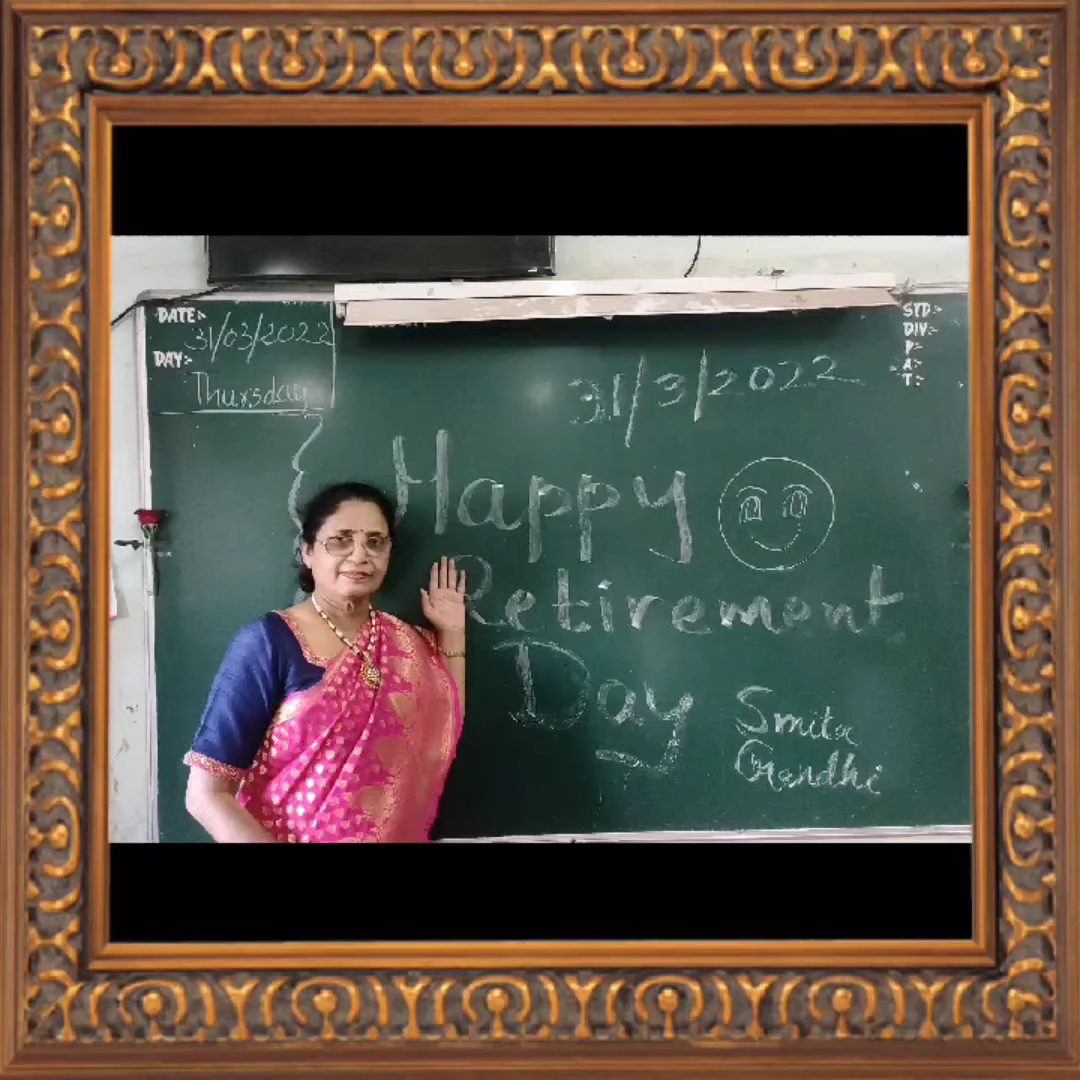 DATE:-
31/03/2022
DAY:-
Thursday
STD:-
DIV:-
P:-
A:-
T:-
31/3/2022
Happy
Retirement
Day
Smita
Gandhi